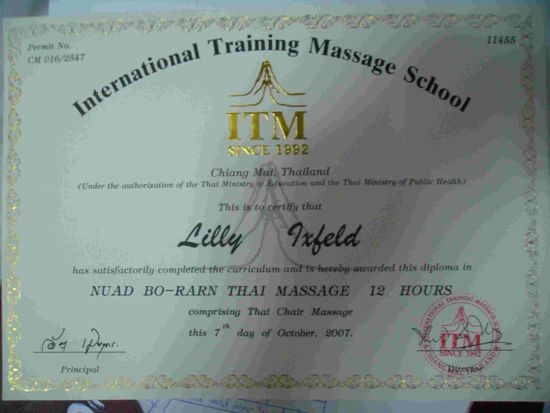 Permit No.
CM 016/2547
11455
International Training Massage School
ITM
SINCE 1992
Chiang Mai, Thailand
(Under the authorization of the Thai Ministry of Education and the Thai Ministry of Public Health)
This is to certify that
Lilly Ixfeld
has satisfactorily completed the curriculum and is hereby awarded this diploma in
NUAD BO-RARN THAI MASSAGE 12 HOURS
comprising Thai Chair Massage
this 7th day of October, 2007.
INTERNATIONAL TRAINING MASSAGE
ITM
SINCE 1992
Principal
Director